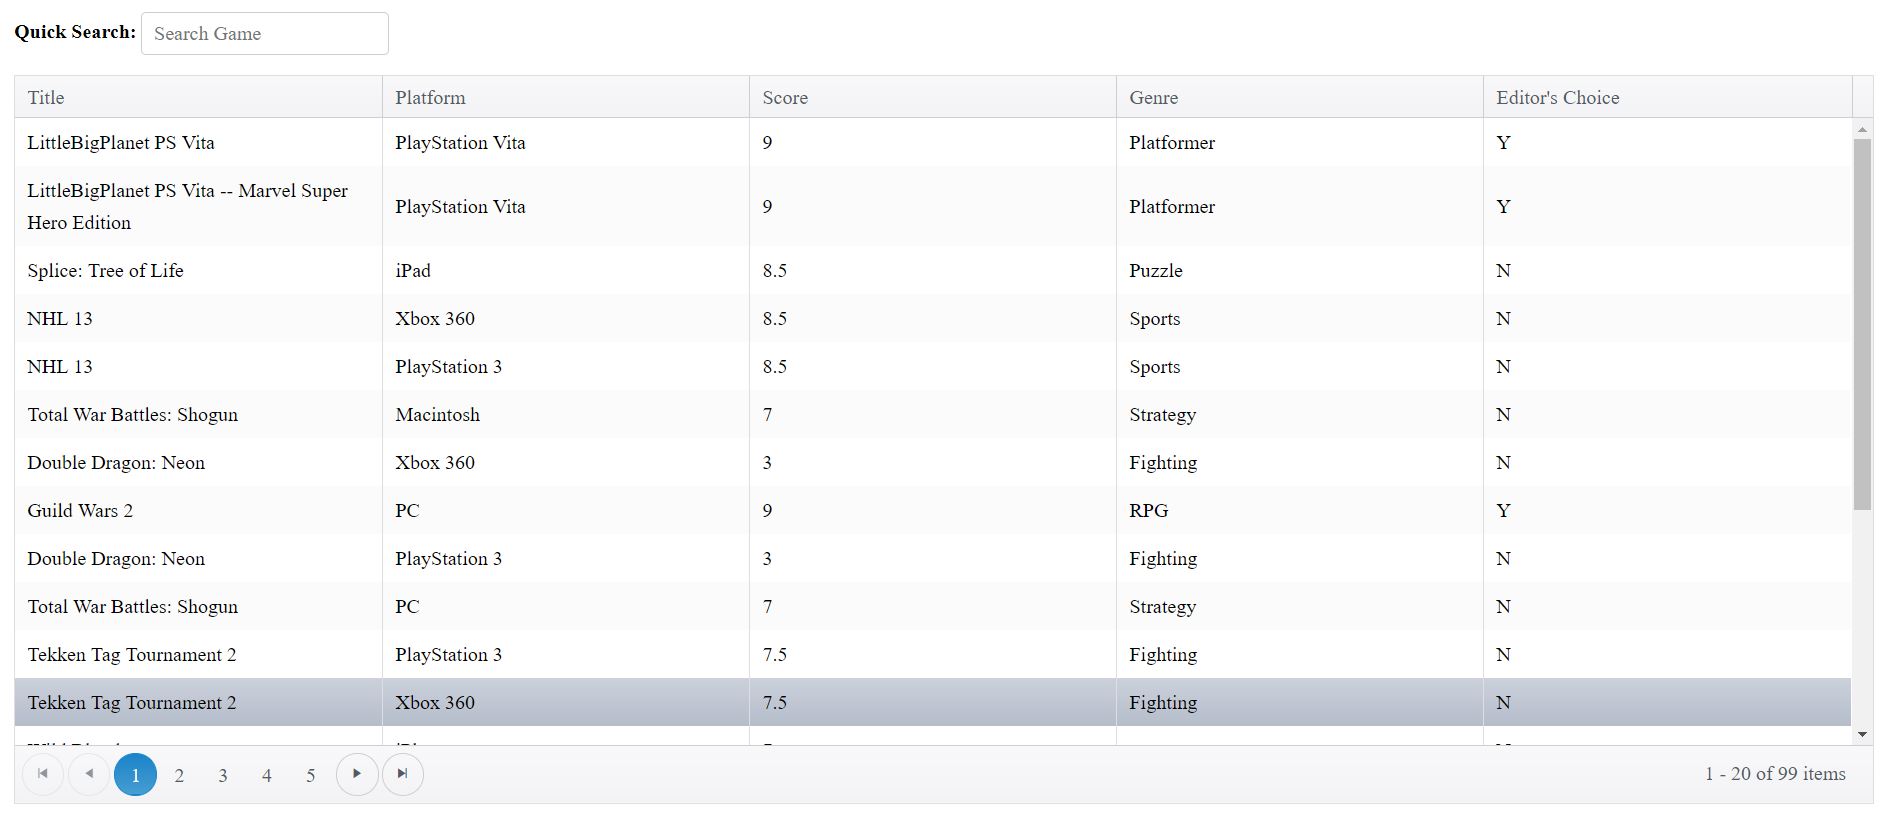 Quick Search: Search Game
Title Platform Score Genre Editor's Choice
LittleBigPlanet PS Vita PlayStation Vita 9 Platformer Y
LittleBigPlanet PS Vita -- Marvel Super
Hero Edition PlayStation Vita 9 Platformer Y
Splice: Tree of Life iPad 8.5 Puzzle N
NHL 13 Xbox 360 8.5 Sports N
NHL 13 PlayStation 3 8.5 Sports N
Total War Battles: Shogun Macintosh 7 Strategy N
Double Dragon: Neon Xbox 360 3 Fighting N
Guild Wars 2 PC 9 RPG Y
Double Dragon: Neon PlayStation 3 3 Fighting N
Total War Battles: Shogun PC 7 Strategy N
Tekken Tag Tournament 2 PlayStation 3 7.5 Fighting N
Tekken Tag Tournament 2 Xbox 360 7.5 Fighting N
1 2 3 4 5 1 - 20 of 99 items